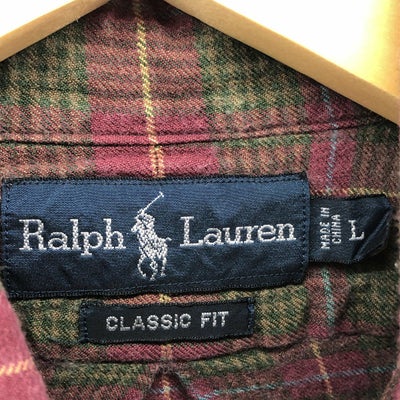 Ralph Lauren
MADE IN
CHINA
L
CLASSIC FIT